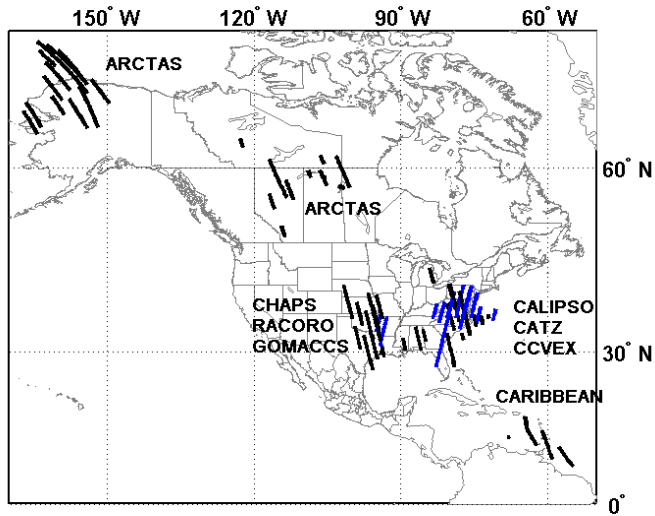 150° W 120° W 90° W 60° W
ARCTAS
60° N
ARCTAS
CHAPS
RACORO
GOMACCS
CALIPSO
CATZ
CCVEX
30° N
CARIBBEAN
0°